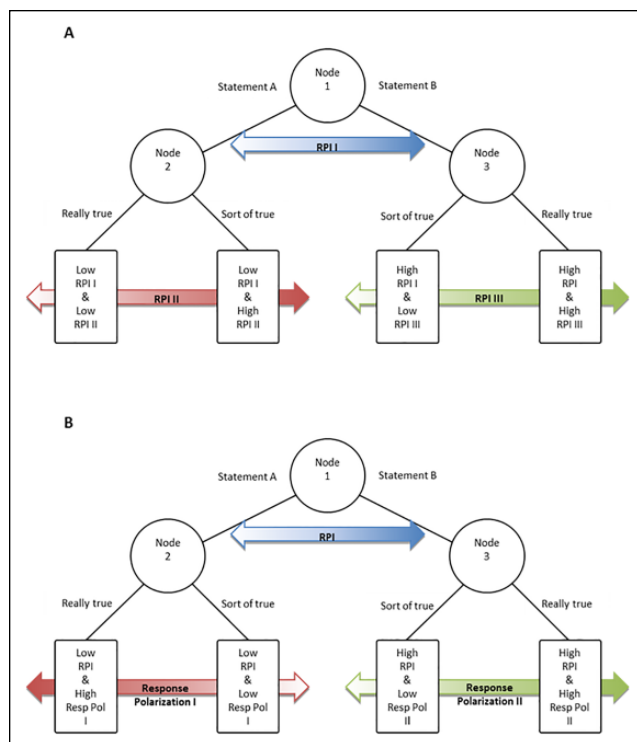 A
Node
1
Statement A
Statement B
RPI I
Node
2
Node
3
Really true
Sort of true
Sort of true
Really true
Low
RPI I
&
Low
RPI II
RPI II
Low
RPI I
&
High
RPI II
High
RPI I
&
Low
RPI III
RPI III
High
RPI
&
High
RPI III
B
Node
1
Statement A
Statement B
RPI
Node
2
Node
3
Really true
Sort of true
Sort of true
Really true
Low
RPI
&
High
Resp Pol
I
Response
Polarization I
Low
RPI
&
Low
Resp Pol
I
High
RPI
&
Low
Resp Pol
II
Response
Polarization II
High
RPI
&
High
Resp Pol
II